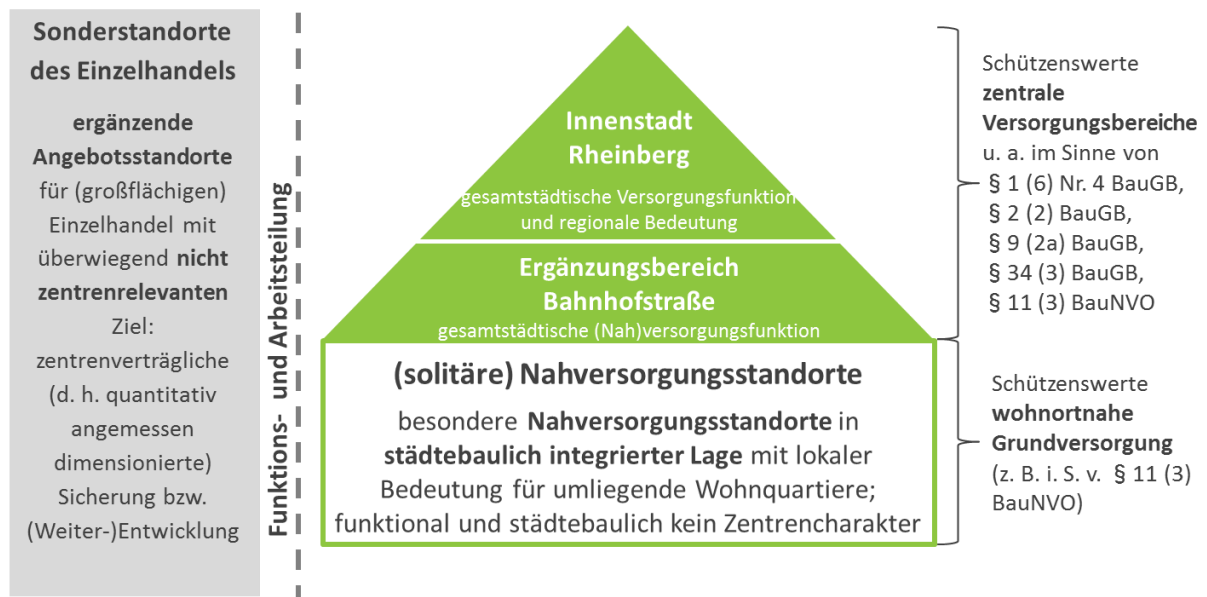 Sonderstandorte
des Einzelhandels
ergänzende
Angebotsstandorte
für (großflächigen)
Einzelhandel mit
überwiegend nicht
zentrenrelevanten
Ziel:
zentrenverträgliche
(d. h. quantitativ
angemessen
dimensionierte)
Sicherung bzw.
(Weiter-)Entwicklung
Funktions- und Arbeitsteilung
Innenstadt
Rheinberg
gesamtstädtische Versorgungsfunktion
und regionale Bedeutung
Ergänzungsbereich
Bahnhofstraße
gesamtstädtische (Nah)versorgungsfunktion
(solitäre) Nahversorgungsstandorte
besondere Nahversorgungsstandorte in
städtebaulich integrierter Lage mit lokaler
Bedeutung für umliegende Wohnquartiere;
funktional und städtebaulich kein Zentrencharakter
Schützenswerte
zentrale
Versorgungsbereiche
u. a. im Sinne von
§ 1 (6) Nr. 4 BauGB,
§ 2 (2) BauGB,
§ 9 (2a) BauGB,
§ 34 (3) BauGB,
§ 11 (3) BauNVO
Schützenswerte
wohnortnahe
Grundversorgung
(z. B. i. S. v. § 11 (3)
BauNVO)